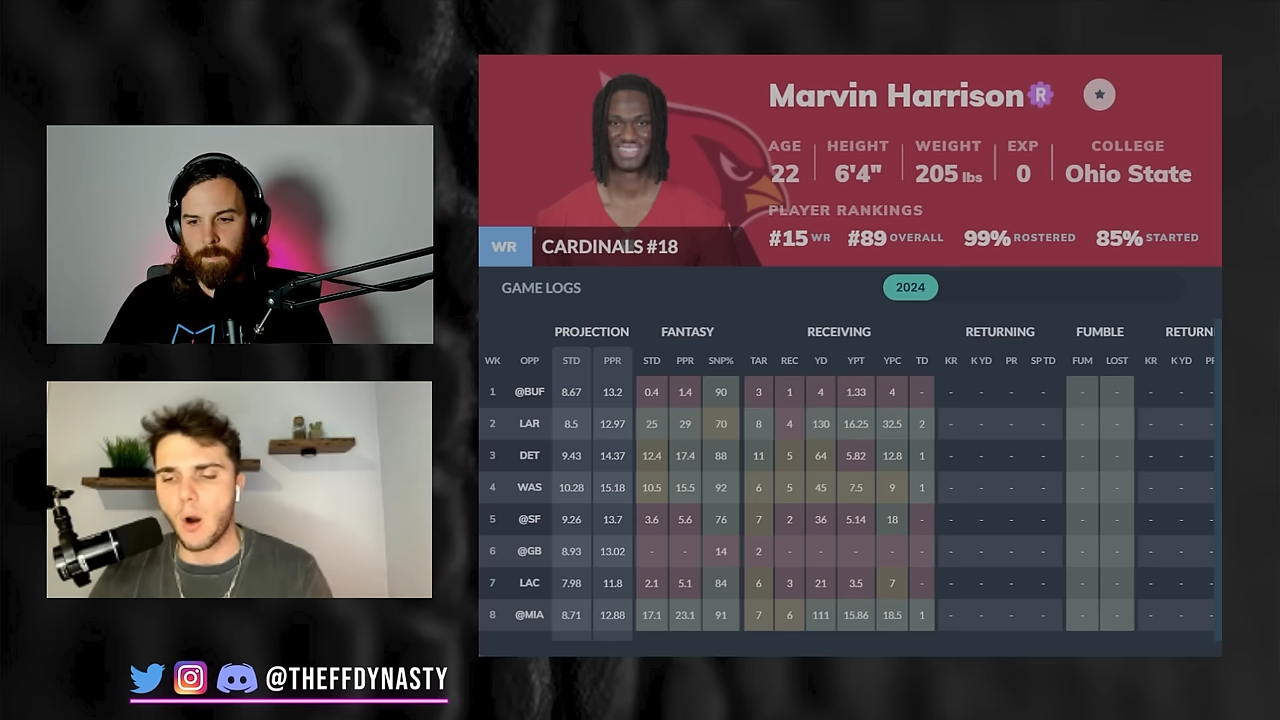 Marvin Harrison R
AGE HEIGHT WEIGHT EXP COLLEGE
22 6'4" 205 lbs 0 Ohio State
PLAYER RANKINGS
#15 WR #89 OVERALL 99% ROSTERED 85% STARTED
WR CARDINALS #18
GAME LOGS 2024
PROJECTION FANTASY RECEIVING RETURNING FUMBLE RETURN
WK OPP STD PPR STD PPR SNP% TAR REC YD YPT YPC TD KR K YD PR SP TD FUM LOST KR K YD
1 @BUF 8.67 13.2 0.4 1.4 90 3 1 4 1.33 4 - - - - - - - - - -
2 LAR 8.5 12.97 25 29 70 8 4 130 16.25 32.5 2 - - - - - - - - -
3 DET 9.43 14.37 12.4 17.4 88 11 5 64 5.82 12.8 1 - - - - - - - - -
4 WAS 10.28 15.18 10.5 15.5 92 6 5 45 7.5 9 1 - - - - - - - - -
5 @SF 9.26 13.7 3.6 5.6 76 7 2 36 5.14 18 - - - - - - - - - -
6 @GB 8.93 13.02 - - 14 2 - - - - - - - - - - - - - -
7 LAC 7.98 11.8 2.1 5.1 84 6 3 21 3.5 7 - - - - - - - - - -
8 @MIA 8.71 12.88 17.1 23.1 91 7 6 111 15.86 18.5 1 - - - - - - - - -
@THEFFDYNASTY